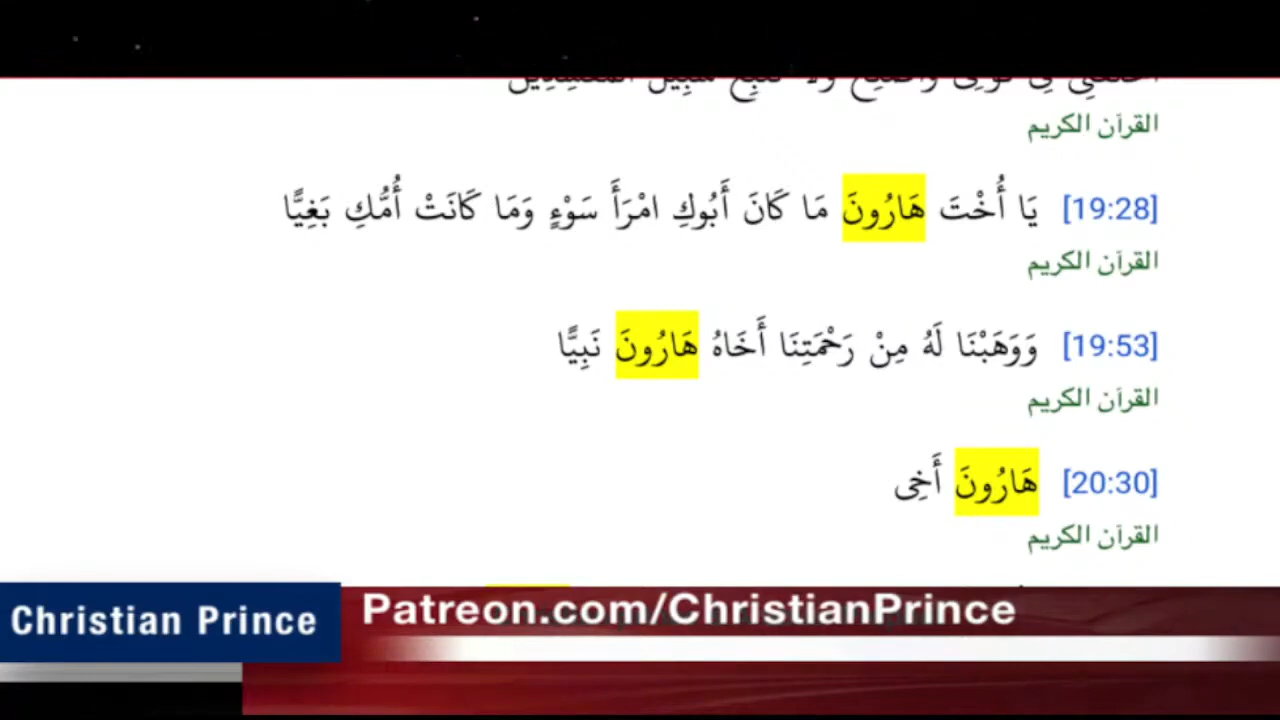 القرآن الكريم
[19:28] يَا أُخْتَ هَارُونَ مَا كَانَ أَبُوكِ امْرَأَ سَوْءٍ وَمَا كَانَتْ أُمُّكِ بَغِيًّا
القرآن الكريم
[19:53] وَوَهَبْنَا لَهُ مِنْ رَحْمَتِنَا أَخَاهُ هَارُونَ نَبِيًّا
القرآن الكريم
[20:30] هَارُونَ أَخِى
القرآن الكريم
Christian Prince
Patreon.com/ChristianPrince